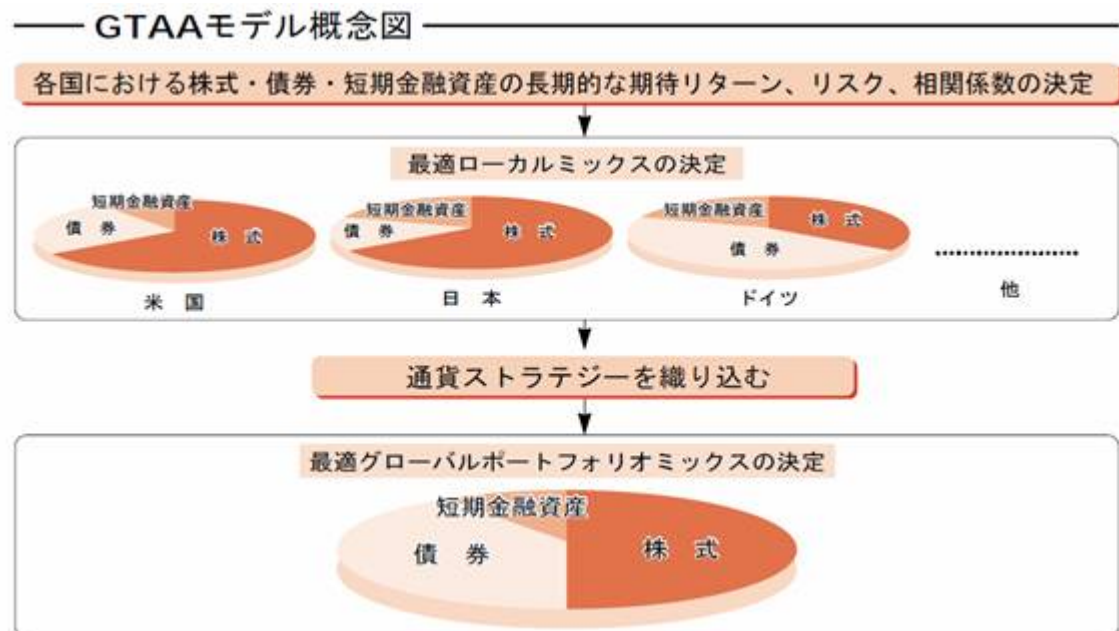 GTAAモデル概念図
各国における株式・債券・短期金融資産の長期的な期待リターン、リスク、相関係数の決定
最適ローカルミックスの決定
短期金融資産
債 券
株 式
米 国
短期金融資産
債 券
株 式
日 本
短期金融資産
株 式
債 券
ドイツ
他
通貨ストラテジーを織り込む
最適グローバルポートフォリオミックスの決定
短期金融資産
債 券
株 式